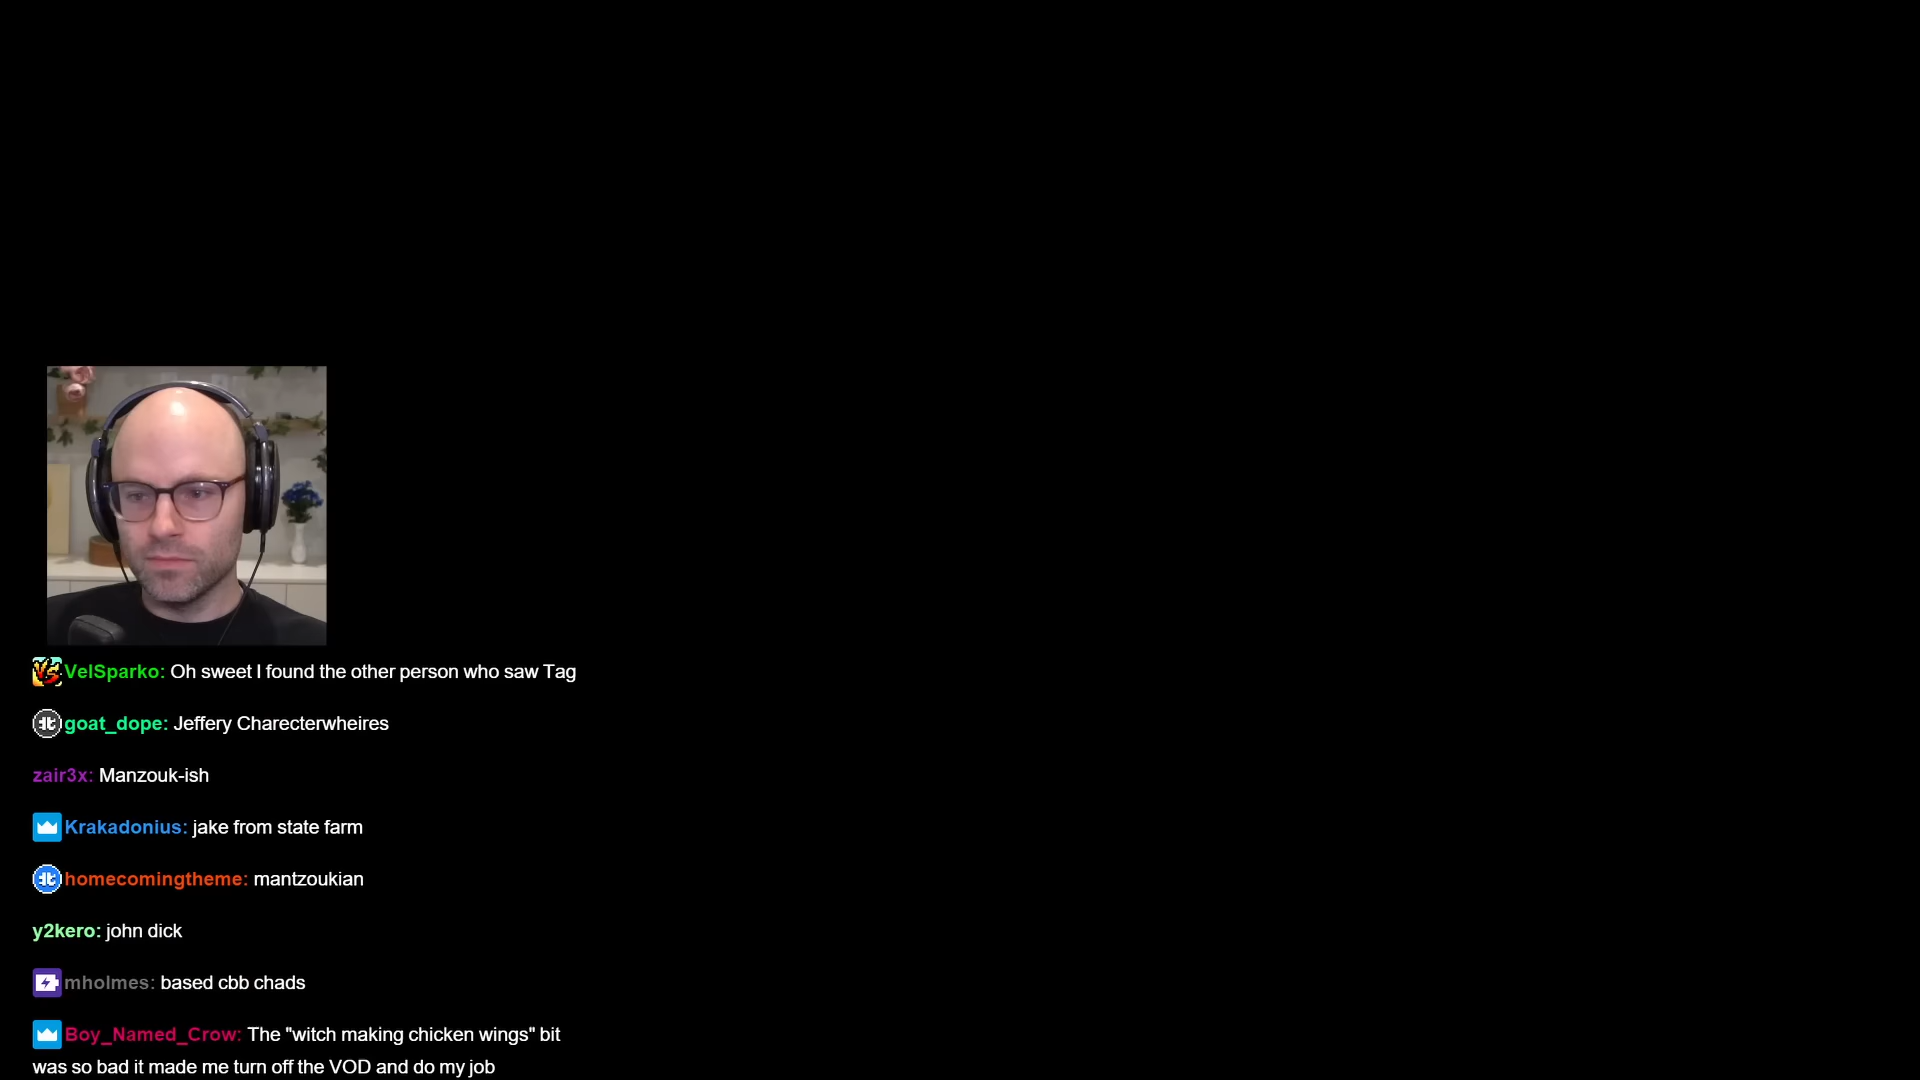 VelSparko: Oh sweet I found the other person who saw Tag
goat_dope: Jeffery Charecterwheires
zair3x: Manzouk-ish
Krakadonius: jake from state farm
homecomingtheme: mantzoukian
y2kero: john dick
mholmes: based cbb chads
Boy_Named_Crow: The "witch making chicken wings" bit
was so bad it made me turn off the VOD and do my job